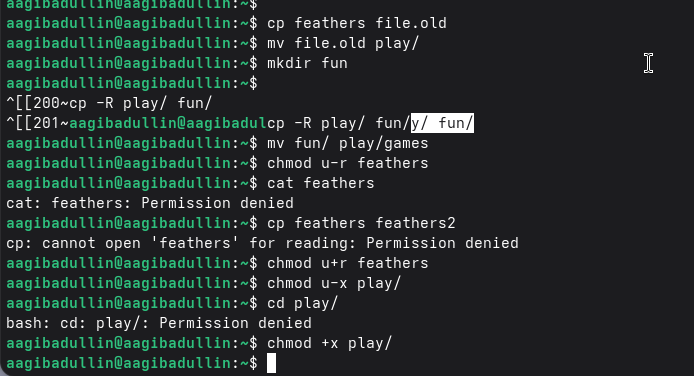 aagibadullin@aagibadullin:~$
aagibadullin@aagibadullin:~$ cp feathers file.old
aagibadullin@aagibadullin:~$ mv file.old play/
aagibadullin@aagibadullin:~$ mkdir fun
aagibadullin@aagibadullin:~$
^[[200~cp -R play/ fun/
^[[201~aagibadullin@aagibadulcp -R play/ fun/y/ fun/
aagibadullin@aagibadullin:~$ mv fun/ play/games
aagibadullin@aagibadullin:~$ chmod u-r feathers
aagibadullin@aagibadullin:~$ cat feathers
cat: feathers: Permission denied
aagibadullin@aagibadullin:~$ cp feathers feathers2
cp: cannot open 'feathers' for reading: Permission denied
aagibadullin@aagibadullin:~$ chmod u+r feathers
aagibadullin@aagibadullin:~$ chmod u-x play/
aagibadullin@aagibadullin:~$ cd play/
bash: cd: play/: Permission denied
aagibadullin@aagibadullin:~$ chmod +x play/
aagibadullin@aagibadullin:~$